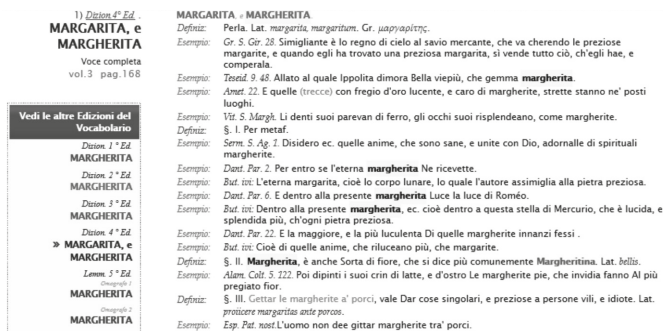 1) Dizion 4° Ed .
MARGARITA, e
MARGHERITA
Voce completa
vol.3 pag.168
Vedi le altre Edizioni del
Vocabolario
Dizion. 1 ° Ed.
MARGHERITA
Dizion. 2 ° Ed.
MARGHERITA
Dizion. 3 ° Ed.
MARGHERITA
Dizion. 4 ° Ed.
» MARGARITA, e
MARGHERITA
Lemm. 5 ° Ed.
Omografo 1
MARGHERITA
Omografo 2
MARGHERITA
MARGARITA, e MARGHERITA.
Definiz: Perla. Lat. margarita, margaritum. Gr. μαργαρίτης.
Esempio: Gr. S. Gir. 28. Simigliante è lo regno di cielo al savio mercante, che va cherendo le preziose
margarite, e quando egli ha trovato una preziosa margarita, sì vende tutto ciò, ch'egli hae, e
comperala.
Esempio: Teseid. 9. 48. Allato al quale Ippolita dimora Bella viepiù, che gemma margherita.
Esempio: Amet. 22. E quelle (trecce) con fregio d'oro lucente, e caro di margherite, strette stanno ne' posti
luoghi.
Esempio: Vit. S. Margh. Li denti suoi parevan di ferro, gli occhi suoi risplendeano, come margherite.
Definiz: §. I. Per metaf.
Esempio: Serm. S. Ag. 1. Disidero ec. quelle anime, che sono sane, e unite con Dio, adornalle di spirituali
margherite.
Esempio: Dant. Par. 2. Per entro se l'eterna margherita Ne ricevette.
Esempio: But. ivi: L'eterna margarita, cioè lo corpo lunare, lo quale l'autore assimiglia alla pietra preziosa.
Esempio: Dant. Par. 6. E dentro alla presente margherita Luce la luce di Roméo.
Esempio: But. ivi: Dentro alla presente margherita, ec. cioè dentro a questa stella di Mercurio, che è lucida, e
splendida più, ch'ogni pietra preziosa.
Esempio: Dant. Par. 22. E la maggiore, e la più luculenta Di quelle margherite innanzi fessi .
Esempio: But. ivi: Cioè di quelle anime, che riluceano più, che margarite.
Definiz: §. II. Margherita, è anche Sorta di fiore, che si dice più comunemente Margheritina. Lat. bellis.
Esempio: Alam. Colt. 5. 122. Poi dipinti i suoi crin di latte, e d'ostro Le margherite pie, che invidia fanno Al più
pregiato fior.
Definiz: §. III. Gettar le margherite a' porci, vale Dar cose singolari, e preziose a persone vili, e idiote. Lat.
proiicere margaritas ante porcos.
Esempio: Esp. Pat. nost.L'uomo non dee gittar margherite tra' porci.